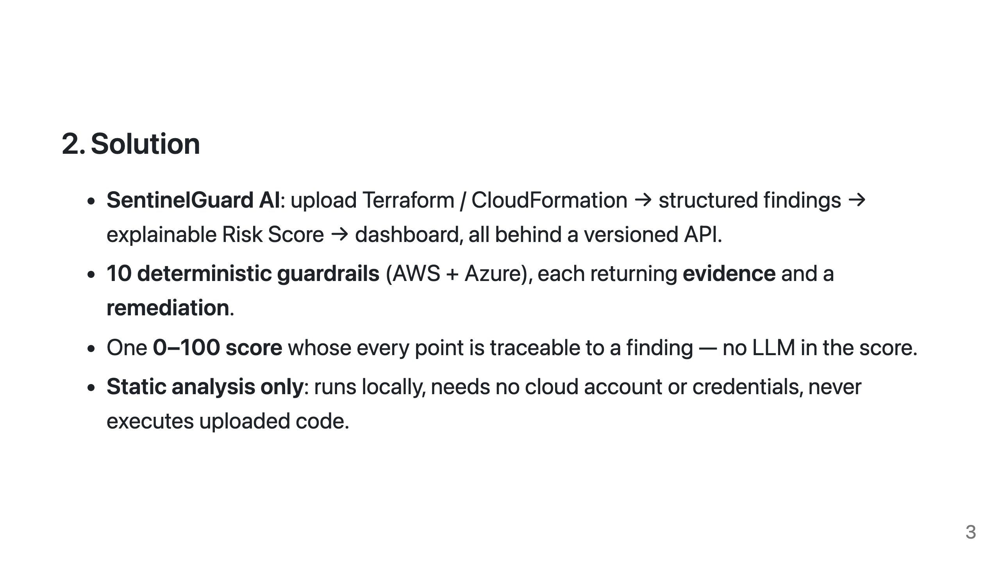 2. Solution
• SentinelGuard AI: upload Terraform / CloudFormation → structured findings →
explainable Risk Score → dashboard, all behind a versioned API.
• 10 deterministic guardrails (AWS + Azure), each returning evidence and a
remediation.
• One 0–100 score whose every point is traceable to a finding — no LLM in the score.
• Static analysis only: runs locally, needs no cloud account or credentials, never
executes uploaded code.
3